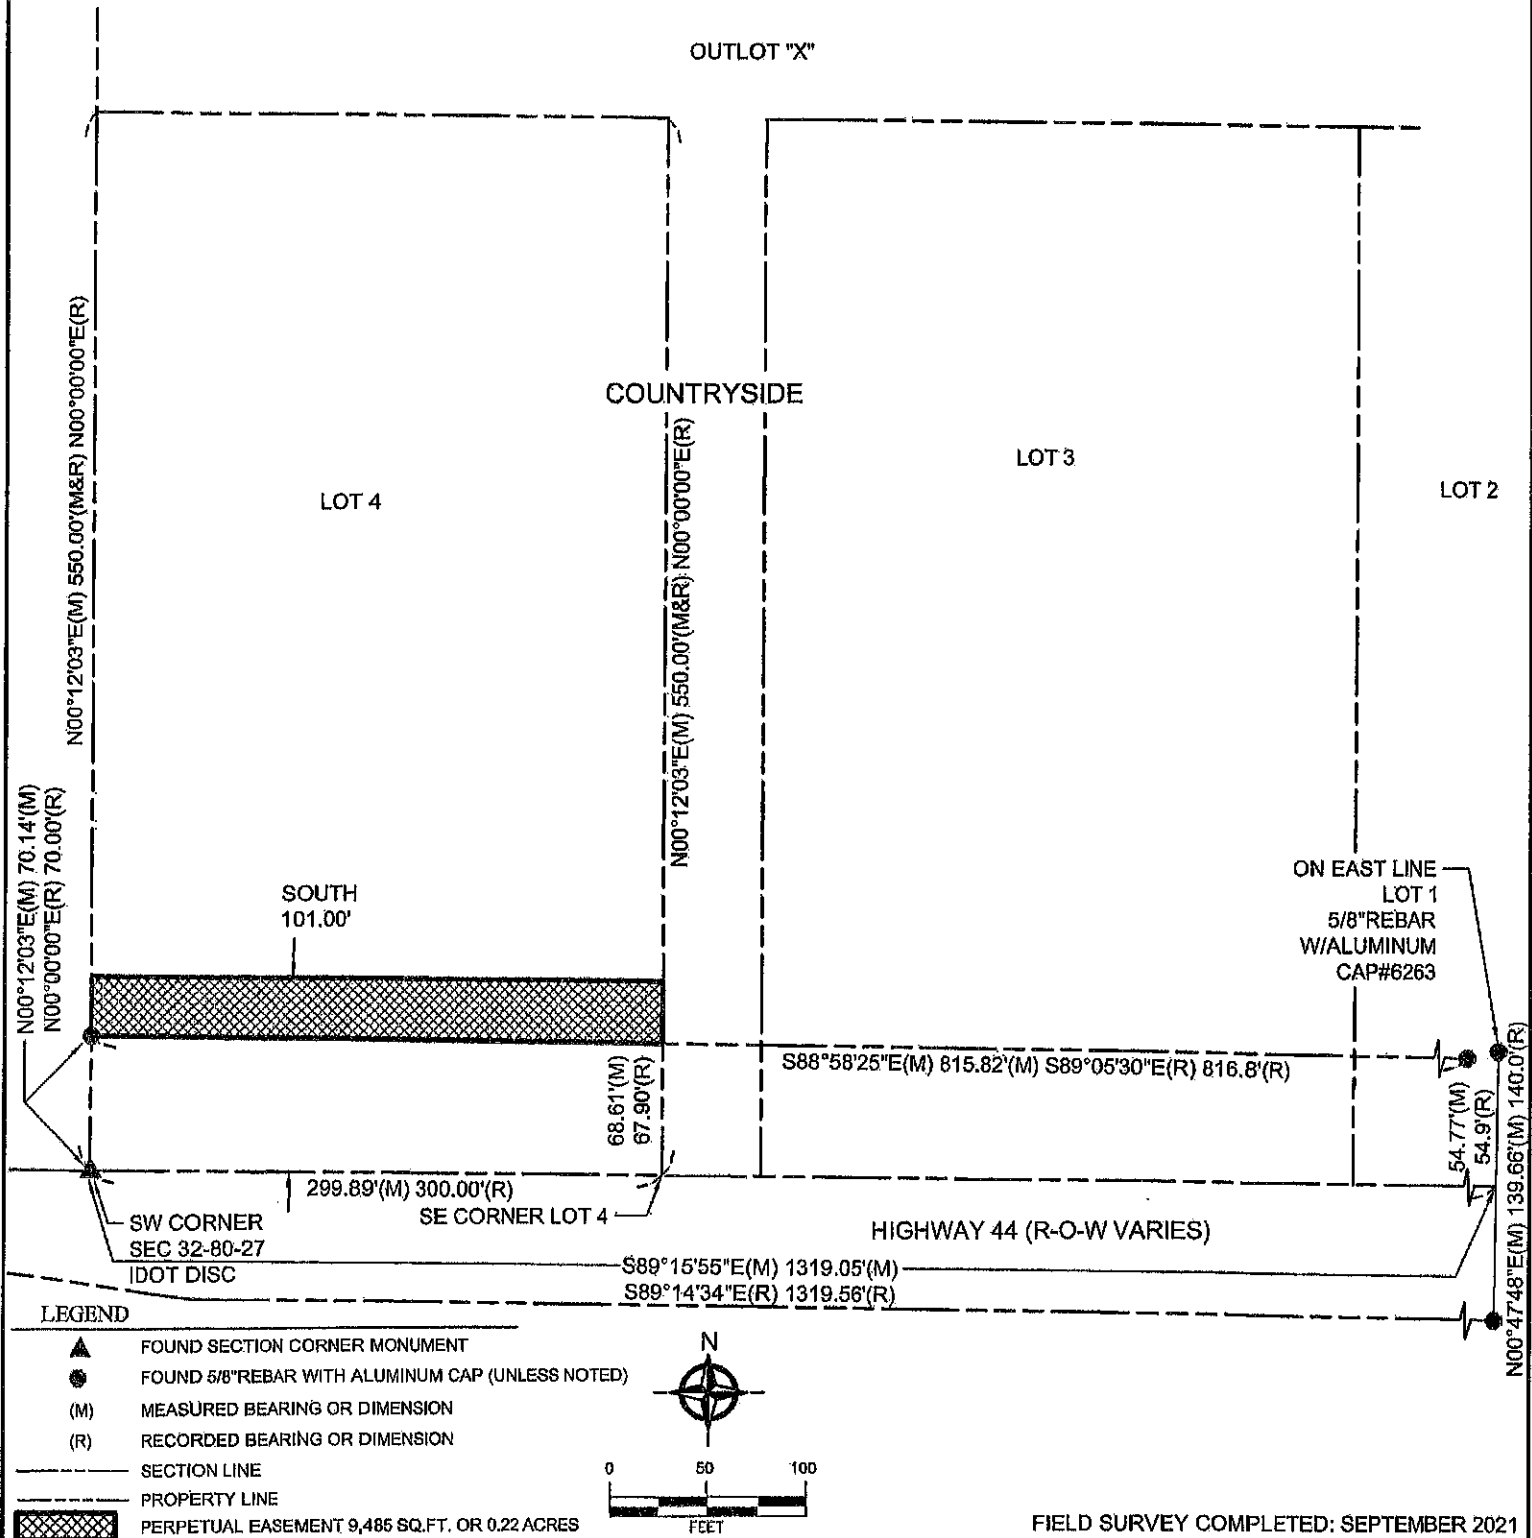 OUTLOT "X"
N00°12'03"E(M) 550.00'(M&R) N00°00'00"E(R)
COUNTRYSIDE
LOT 4
N00°12'03"E(M) 550.00'(M&R) N00°00'00"E(R)
LOT 3
LOT 2
N00°12'03"E(M) 70.14'(M)
N00°00'00"E(R) 70.00'(R)
SOUTH
101.00'
ON EAST LINE
LOT 1
5/8"REBAR
W/ALUMINUM
CAP#6263
S88°58'25"E(M) 815.82'(M) S89°05'30"E(R) 816.8'(R)
68.61'(M)
67.90'(R)
54.77'(M)
54.9'(R)
N00°47'48"E(M) 139.66'(M) 140.0'(R)
299.89'(M) 300.00'(R)
SE CORNER LOT 4
SW CORNER
SEC 32-80-27
IDOT DISC
HIGHWAY 44 (R-O-W VARIES)
S89°15'55"E(M) 1319.05'(M)
S89°14'34"E(R) 1319.56'(R)
LEGEND
FOUND SECTION CORNER MONUMENT
FOUND 5/8"REBAR WITH ALUMINUM CAP (UNLESS NOTED)
(M) MEASURED BEARING OR DIMENSION
(R) RECORDED BEARING OR DIMENSION
SECTION LINE
PROPERTY LINE
PERPETUAL EASEMENT 9,485 SQ.FT. OR 0.22 ACRES
N
0 50 100
FEET
FIELD SURVEY COMPLETED: SEPTEMBER 2021